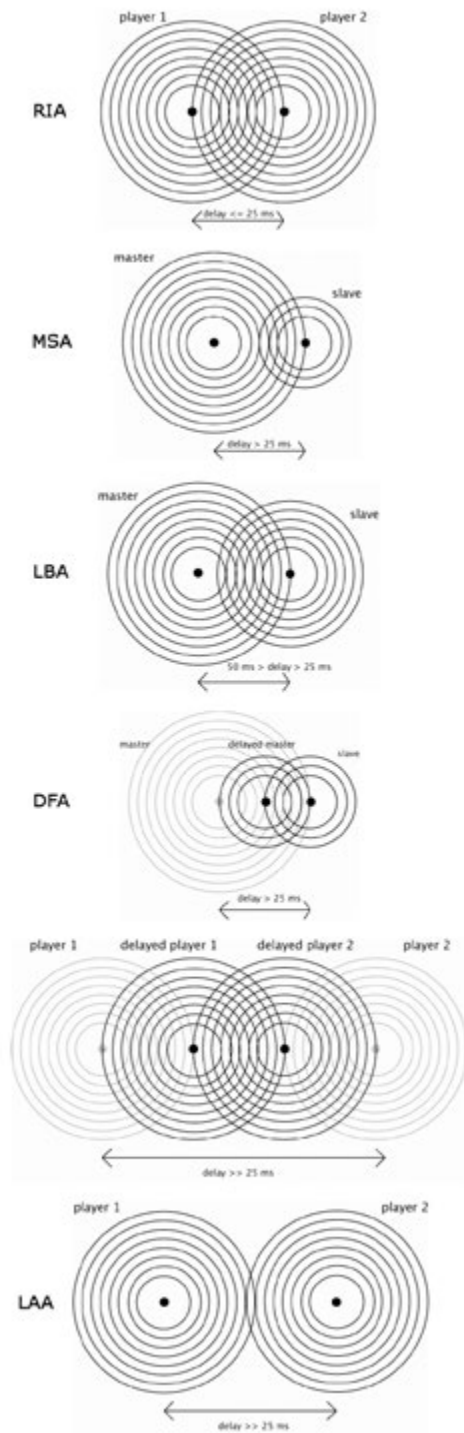 player 1 player 2
RIA
delay <= 25 ms
master
slave
MSA
delay > 25 ms
master
slave
LBA
50 ms > delay > 25 ms
master delayed master slave
DFA
delay > 25 ms
player 1 delayed player 1 delayed player 2 player 2
delay >> 25 ms
player 1 player 2
LAA
delay >> 25 ms